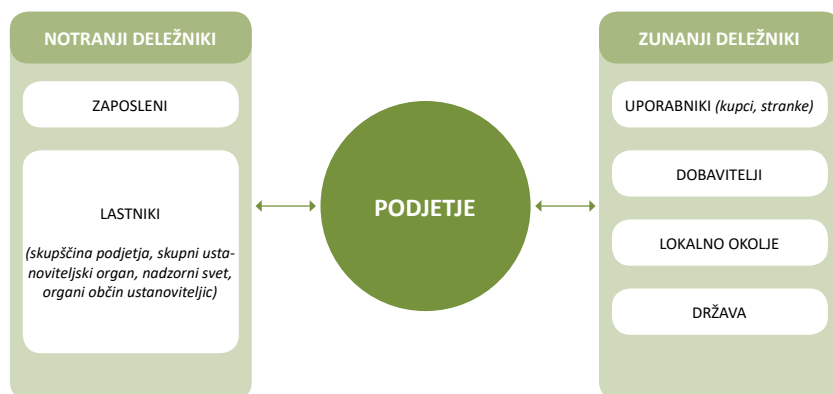 NOTRANJI DELEŽNIKI
ZAPOSLENI
LASTNIKI
(skupščina podjetja, skupni usta-
noviteljski organ, nadzorni svet,
organi občin ustanoviteljic)
PODJETJE
ZUNANJI DELEŽNIKI
UPORABNIKI (kupci, stranke)
DOBAVITELJI
LOKALNO OKOLJE
DRŽAVA